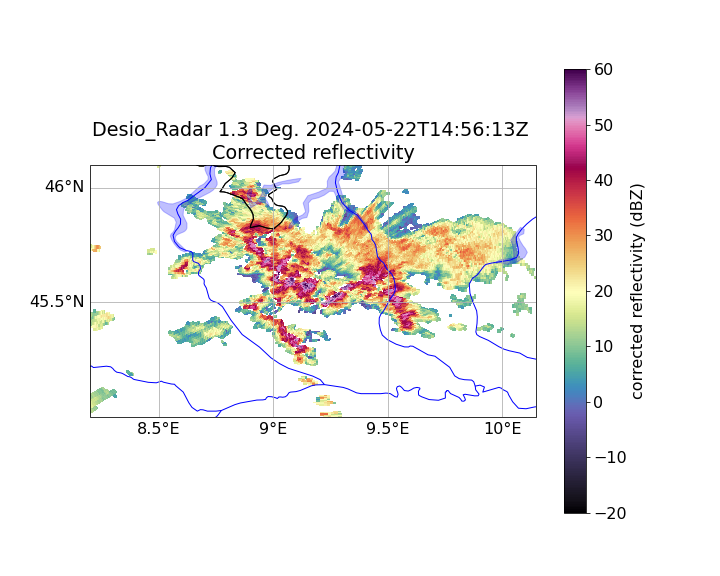 Desio_Radar 1.3 Deg. 2024-05-22T14:56:13Z
Corrected reflectivity
46°N
45.5°N
8.5°E
9°E
9.5°E
10°E
60
50
40
30
20
10
0
−10
−20
corrected reflectivity (dBZ)